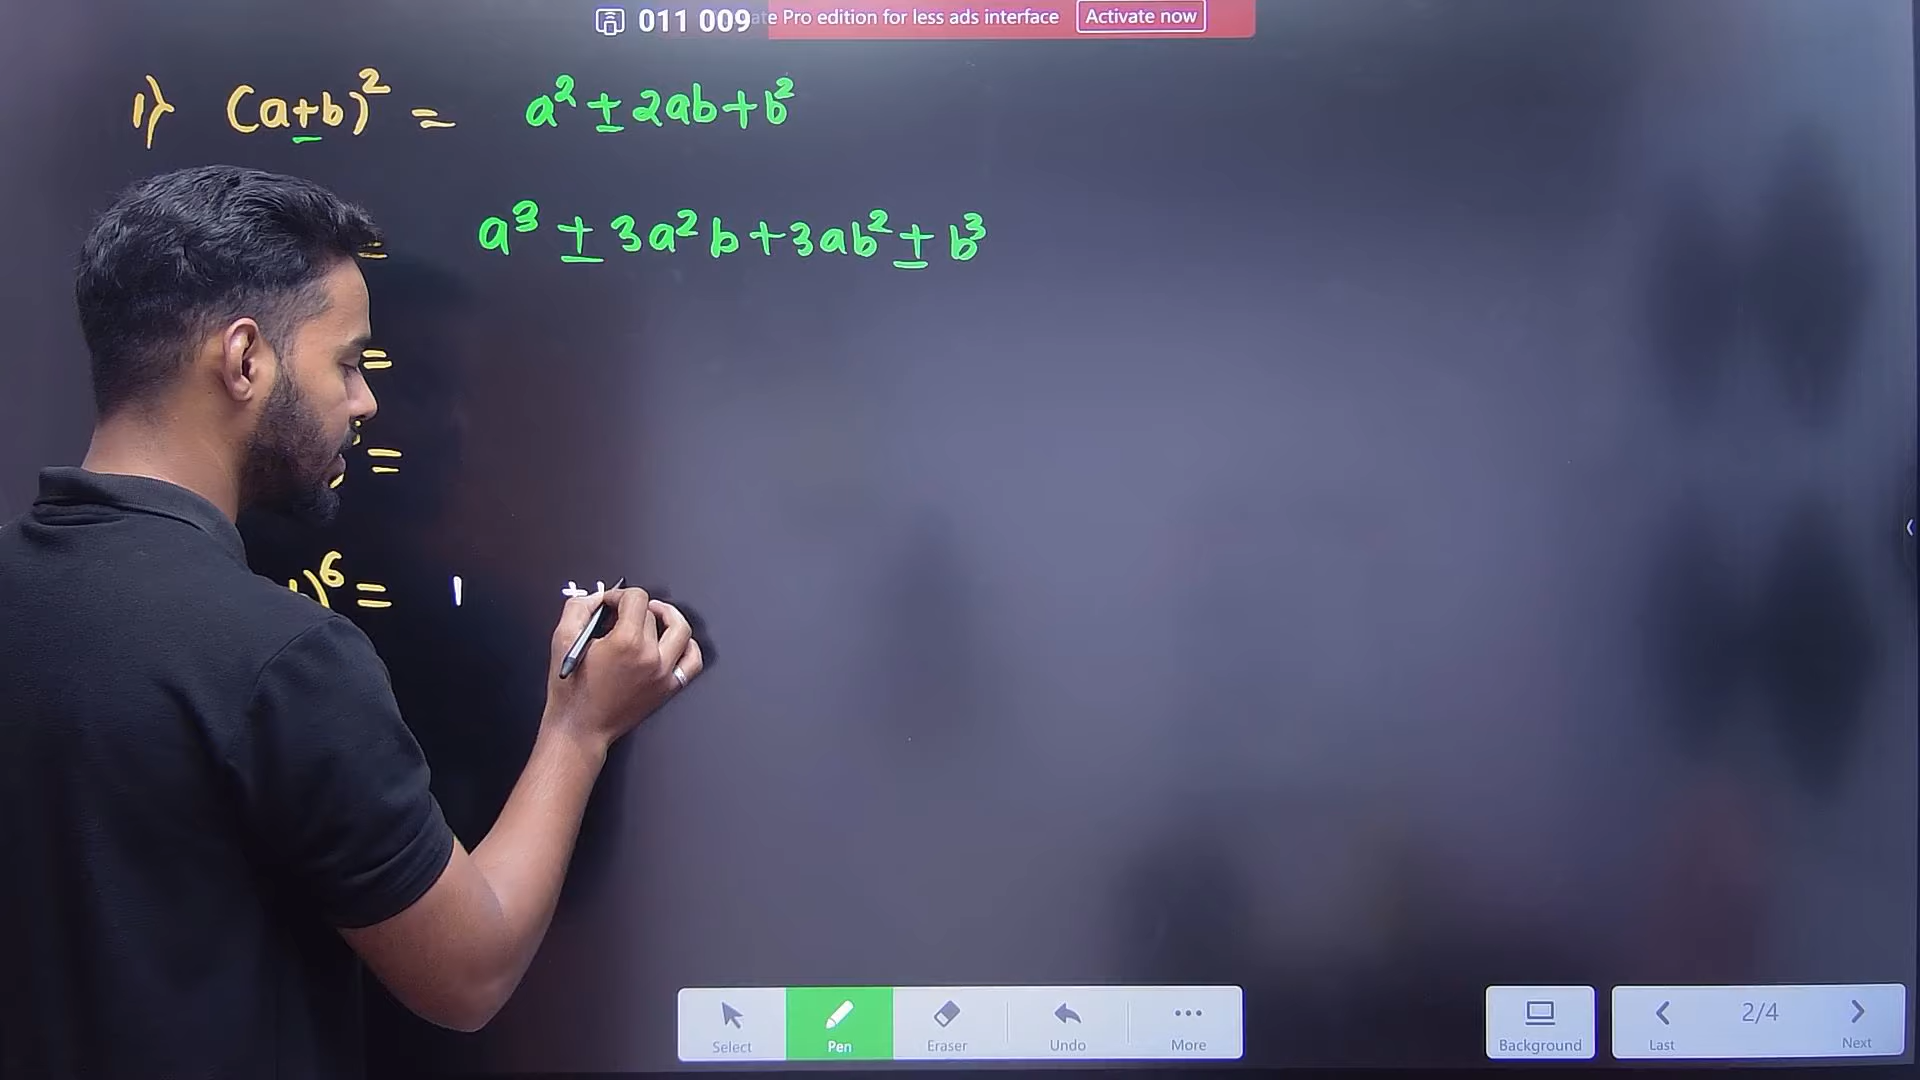 011 009 te Pro edition for less ads interface Activate now
1) (a±b)² = a² ± 2ab + b²
= a³ ± 3a²b + 3ab² ± b³
=
=
)⁶ = 1 +
Select Pen Eraser Undo More Background Last 2/4 Next